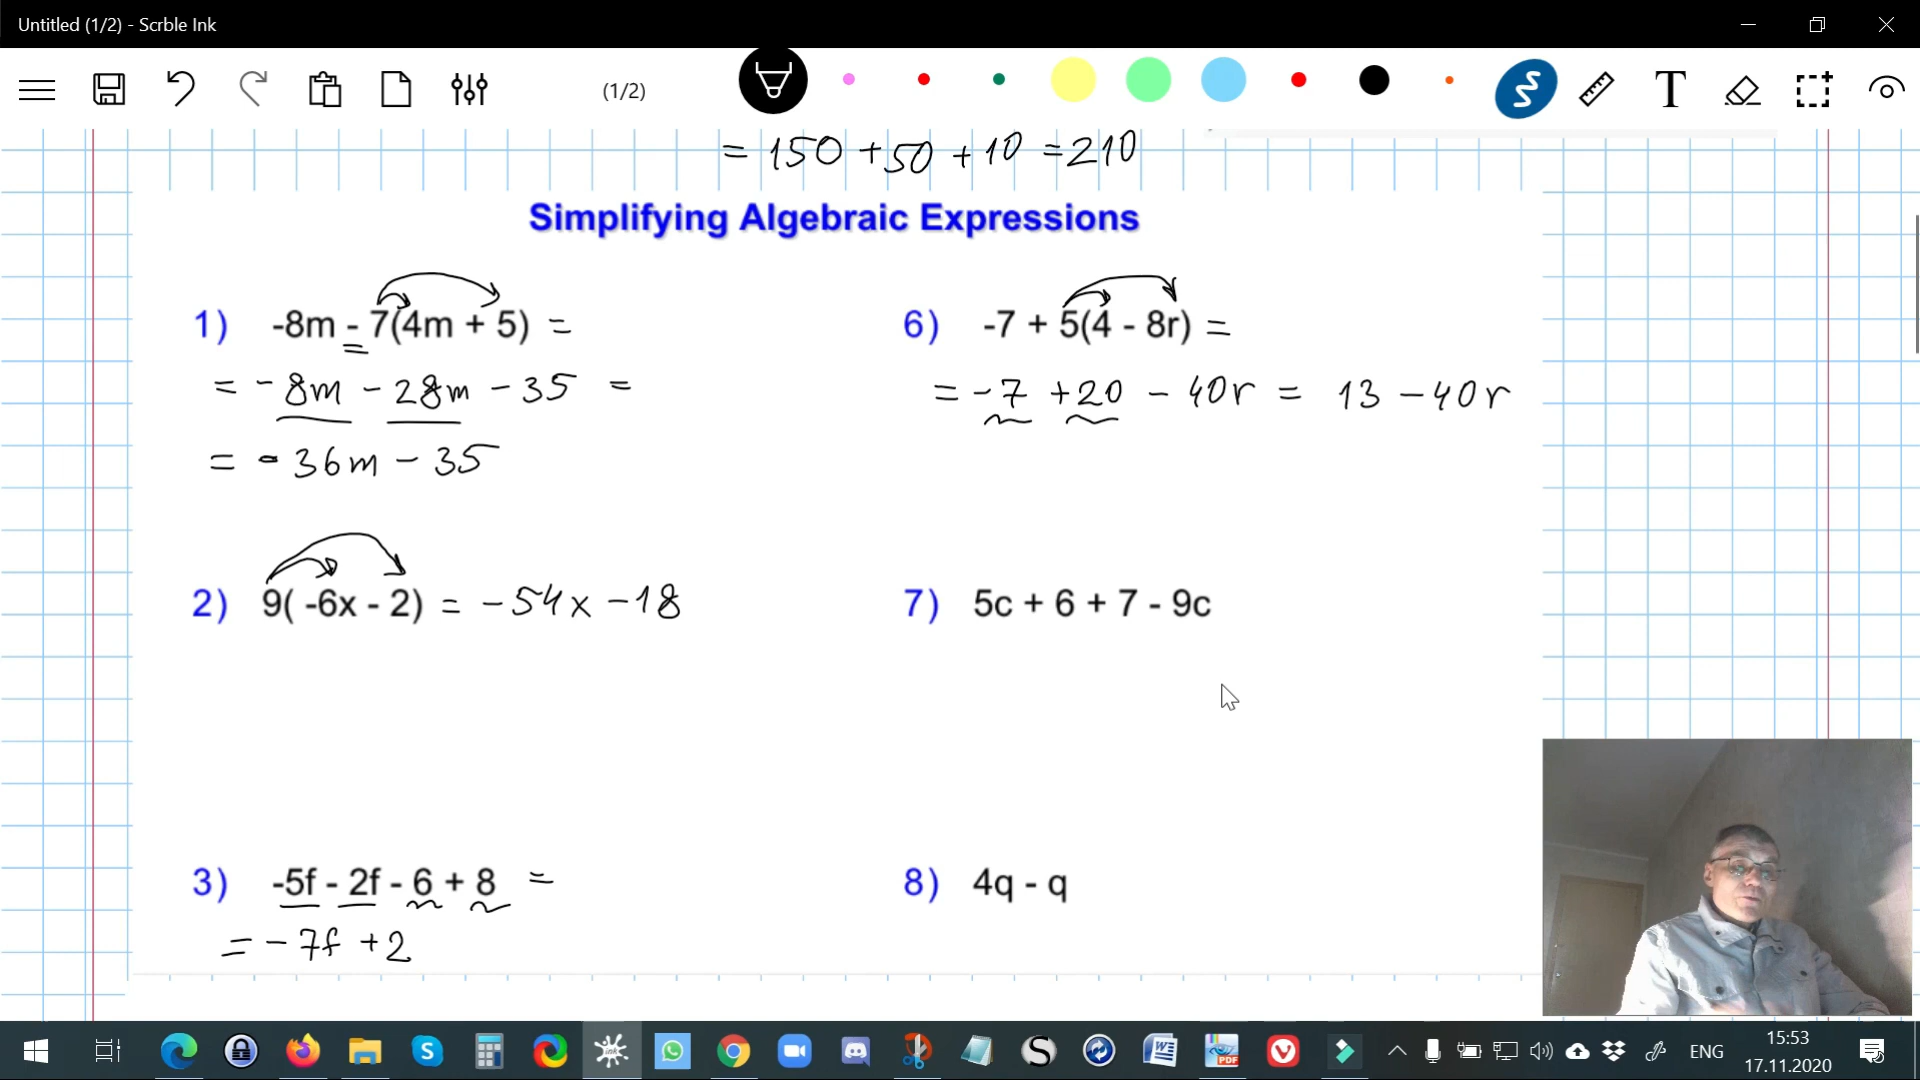 Untitled (1/2) - Scrble Ink
(1/2)
T
= 150 + 50 + 10 = 210
Simplifying Algebraic Expressions
1) -8m - 7(4m + 5) =
= - 8m - 28m - 35 =
= - 36m - 35
2) 9( -6x - 2) = - 54x - 18
3) -5f - 2f - 6 + 8 =
= - 7f + 2
6) -7 + 5(4 - 8r) =
= - 7 + 20 - 40r = 13 - 40r
7) 5c + 6 + 7 - 9c
8) 4q - q
ENG
15:53
17.11.2020